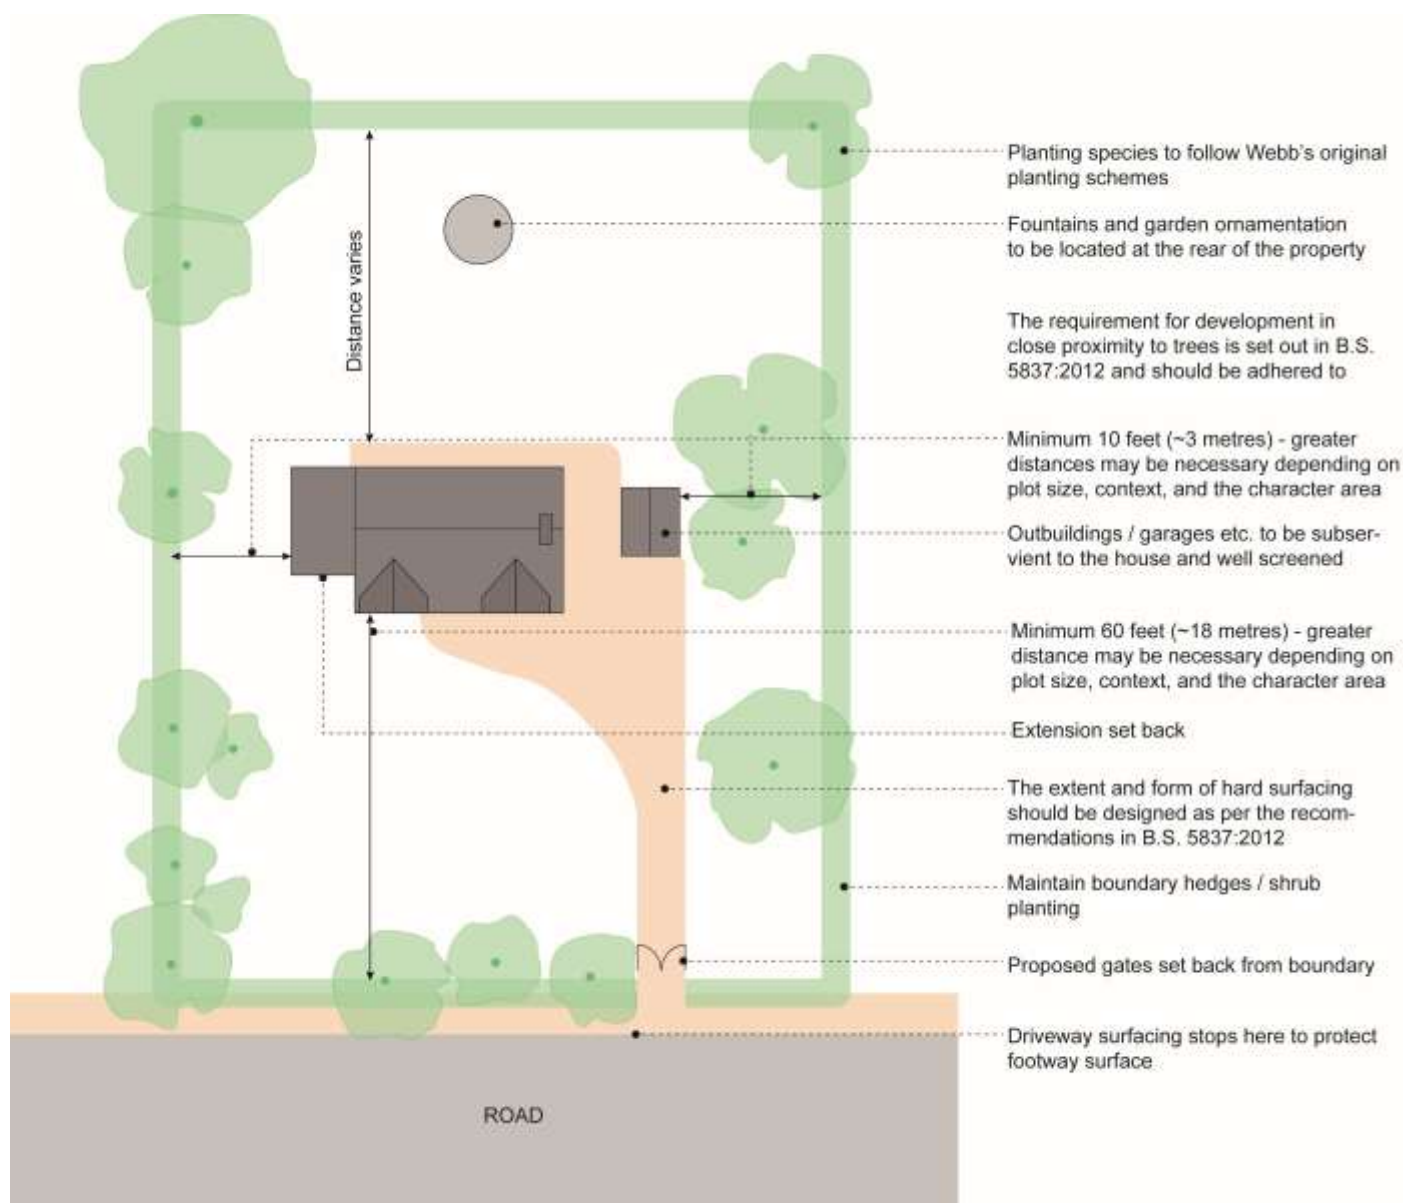 Planting species to follow Webb's original
planting schemes
Fountains and garden ornamentation
to be located at the rear of the property
Distance varies
The requirement for development in
close proximity to trees is set out in B.S.
5837:2012 and should be adhered to
Minimum 10 feet (~3 metres) - greater
distances may be necessary depending on
plot size, context, and the character area
Outbuildings / garages etc. to be subser-
vient to the house and well screened
Minimum 60 feet (~18 metres) - greater
distance may be necessary depending on
plot size, context, and the character area
Extension set back
The extent and form of hard surfacing
should be designed as per the recom-
mendations in B.S. 5837:2012
Maintain boundary hedges / shrub
planting
Proposed gates set back from boundary
Driveway surfacing stops here to protect
footway surface
ROAD